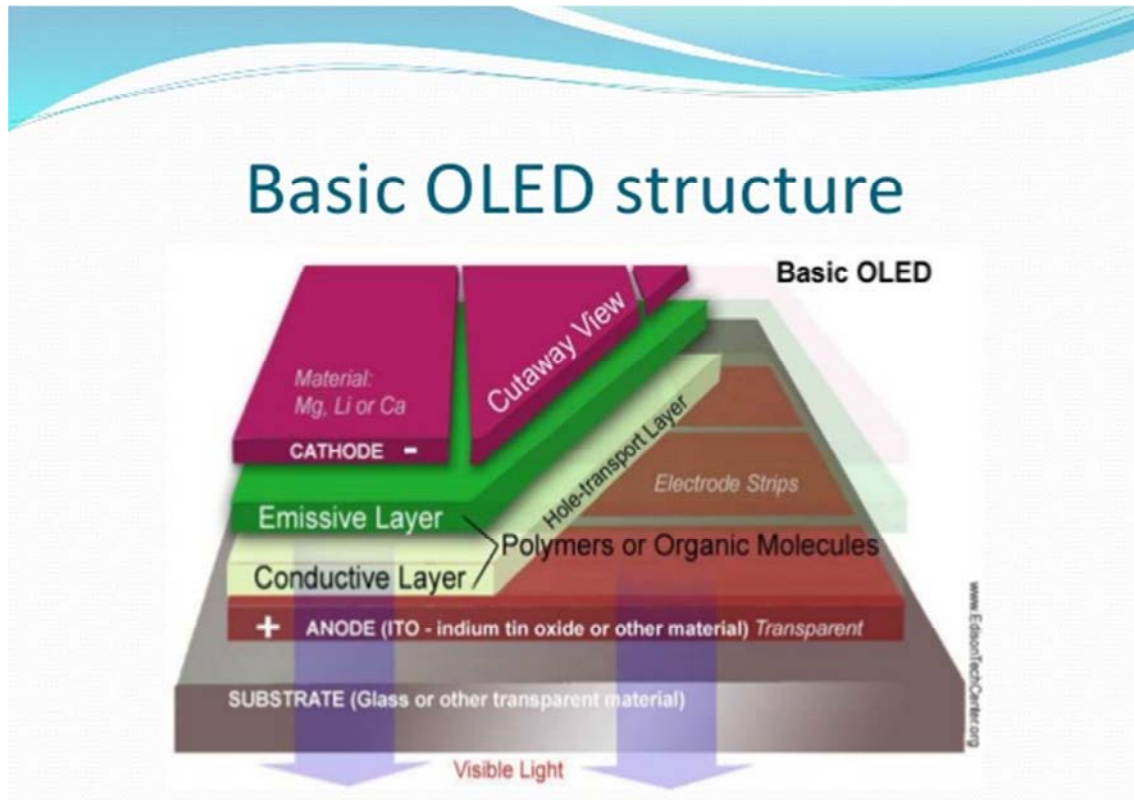 Basic OLED structure
Basic OLED
Material:
Mg, Li or Ca
CATHODE -
Cutaway View
Emissive Layer
Hole-transport Layer
Electrode Strips
Polymers or Organic Molecules
Conductive Layer
+ ANODE (ITO - indium tin oxide or other material) Transparent
SUBSTRATE (Glass or other transparent material)
Visible Light
www.EdisonTechCenter.org